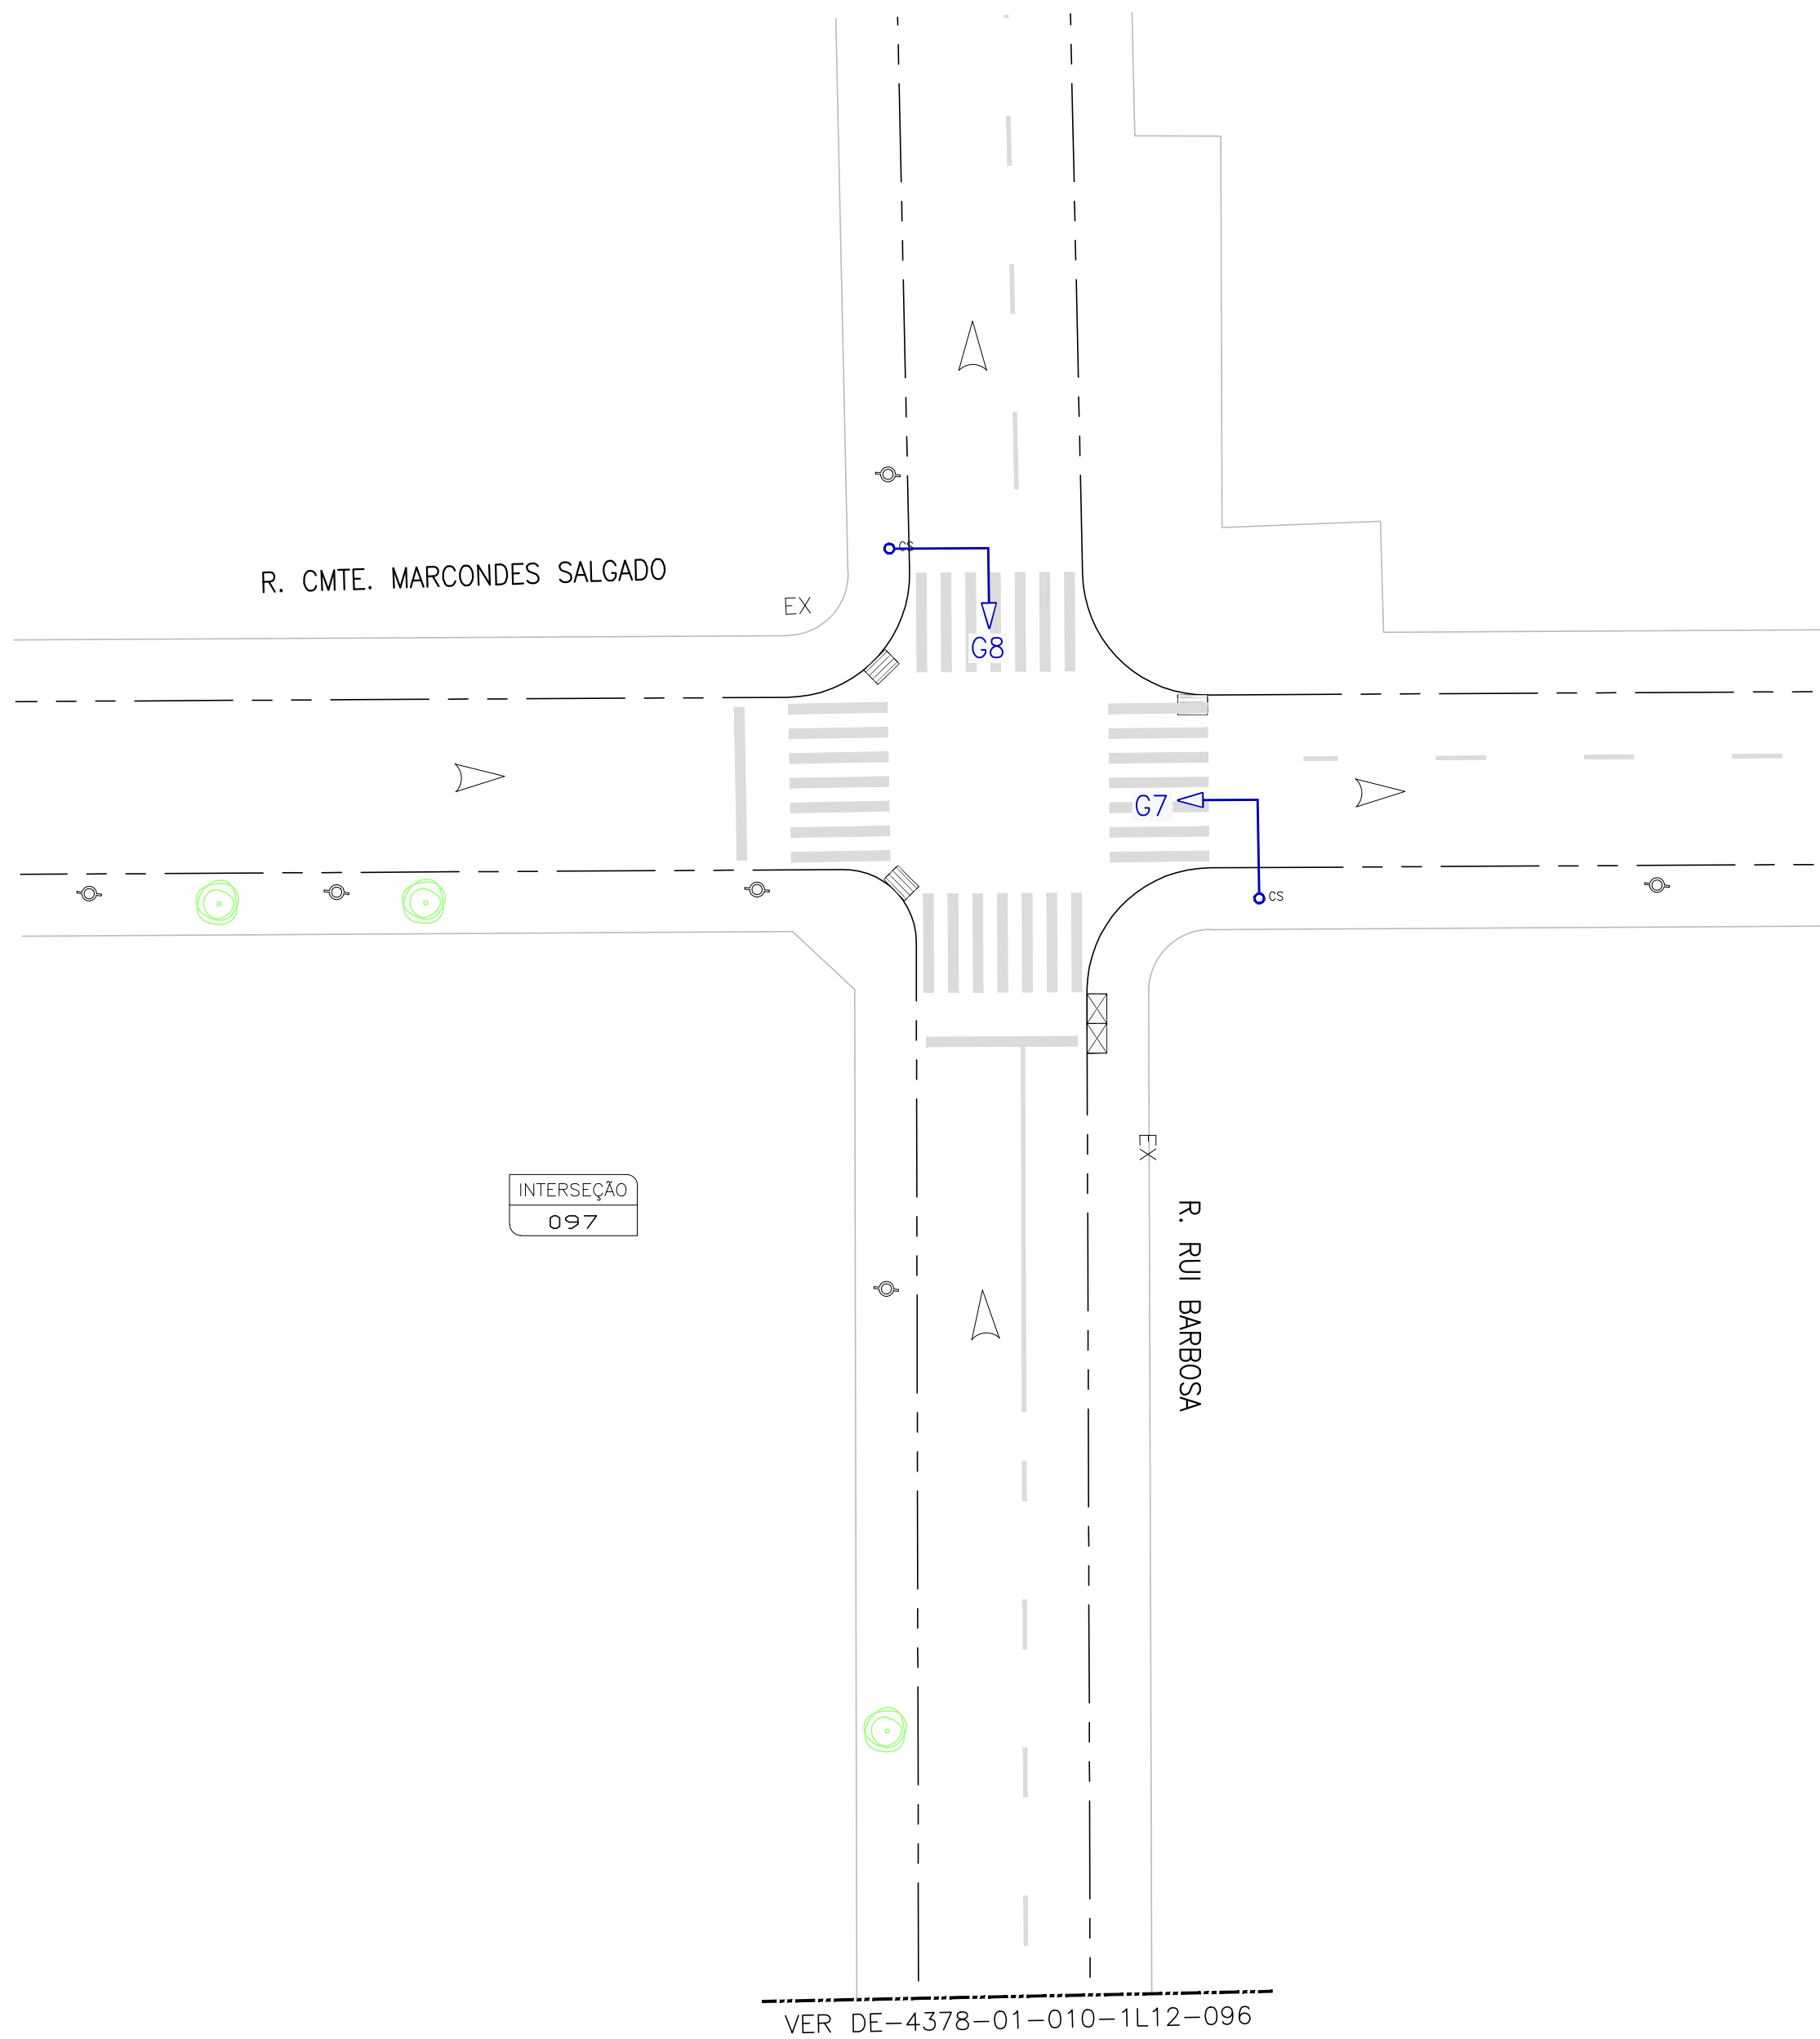 CS
R. CMTE. MARCONDES SALGADO
EX
G8
G7
CS
EX
INTERSEÇÃO
097
R. RUI BARBOSA
VER DE-4378-01-010-1L12-096